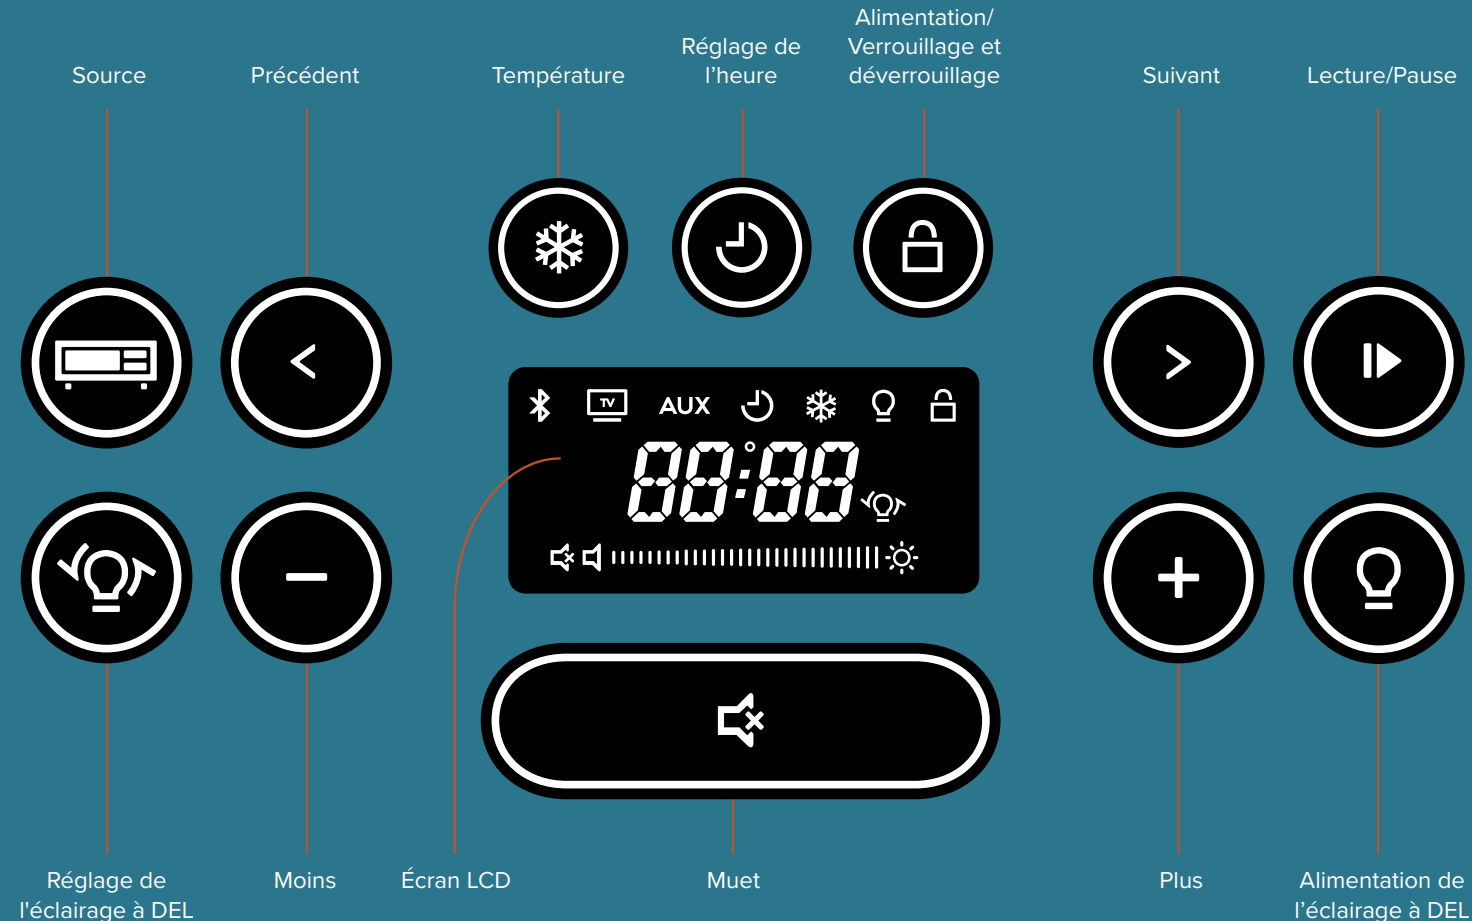 Alimentation/
Réglage de
Verrouillage et
Source
Précédent
Température
l’heure
déverrouillage
Suivant
Lecture/Pause
<
>
TV
AUX
88°:88
−
+
Réglage de
Moins
Écran LCD
Muet
Plus
Alimentation de
l'éclairage à DEL
l’éclairage à DEL